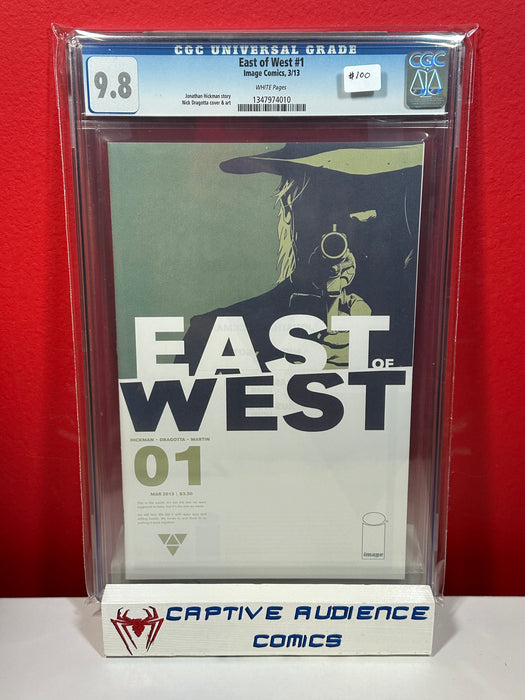 CGC UNIVERSAL GRADE
9.8
East of West #1
Image Comics, 3/13
WHITE Pages
Jonathan Hickman story
Nick Dragotta cover & art
1347974010
#100
CGC
EAST
OF
WEST
HICKMAN • DRAGOTTA • MARTIN
01
MAR 2013 | $3.50
image
CAPTIVE AUDIENCE
COMICS